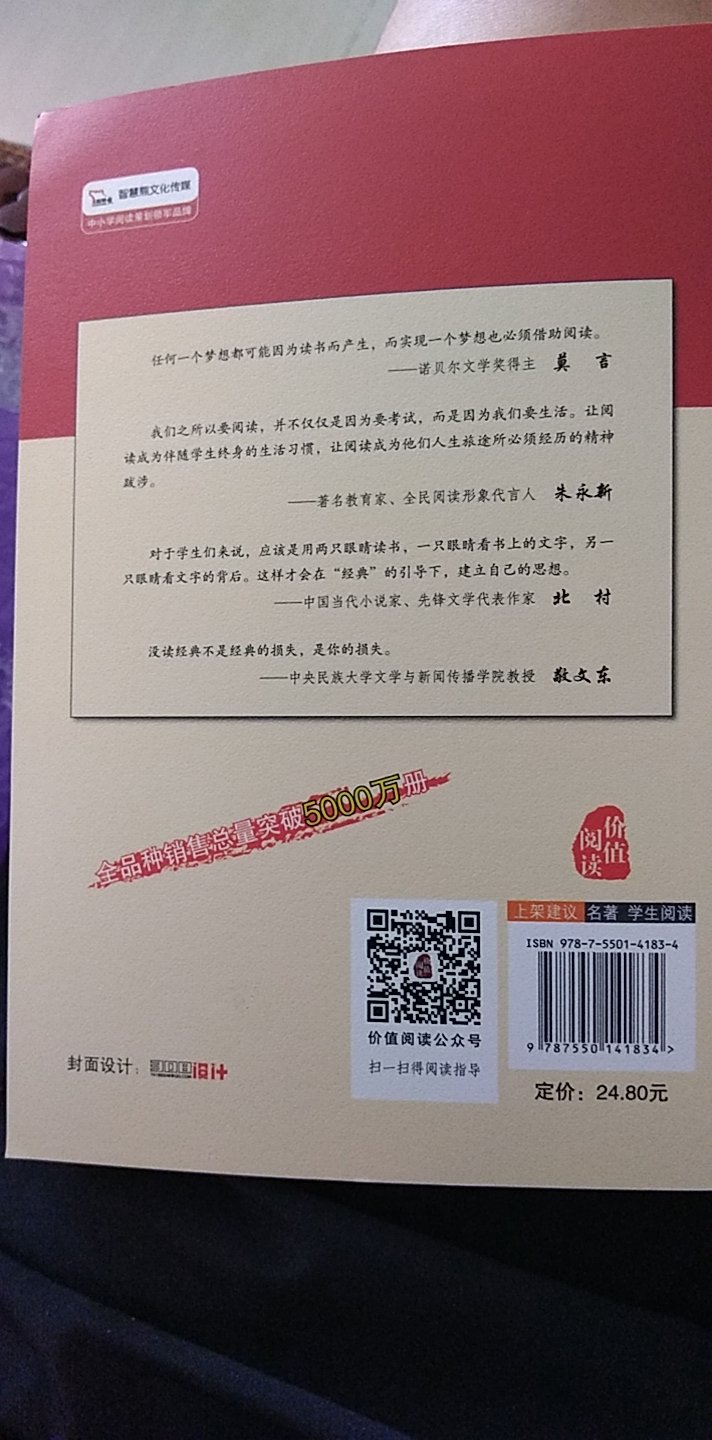 智慧熊文化传媒
中小学阅读策划领军品牌
任何一个梦想都可能因为读书而产生，而实现一个梦想也必须借助阅读。
——诺贝尔文学奖得主 莫 言
我们之所以要阅读，并不仅仅是因为要考试，而是因为我们要生活。让阅
读成为伴随学生终身的生活习惯，让阅读成为他们人生旅途所必须经历的精神
跋涉。
——著名教育家、全民阅读形象代言人 朱永新
对于学生们来说，应该是用两只眼睛读书，一只眼睛看书上的文字，另一
只眼睛看文字的背后。这样才会在“经典”的引导下，建立自己的思想。
——中国当代小说家、先锋文学代表作家 北 村
没读经典不是经典的损失，是你的损失。
——中央民族大学文学与新闻传播学院教授 敬文东
全品种销售总量突破5000万册
价值
阅读
上架建议 名著 学生阅读
ISBN 978-7-5501-4183-4
9 787550 141834 >
定价：24.80元
价值阅读公众号
扫一扫得阅读指导
封面设计：
设计